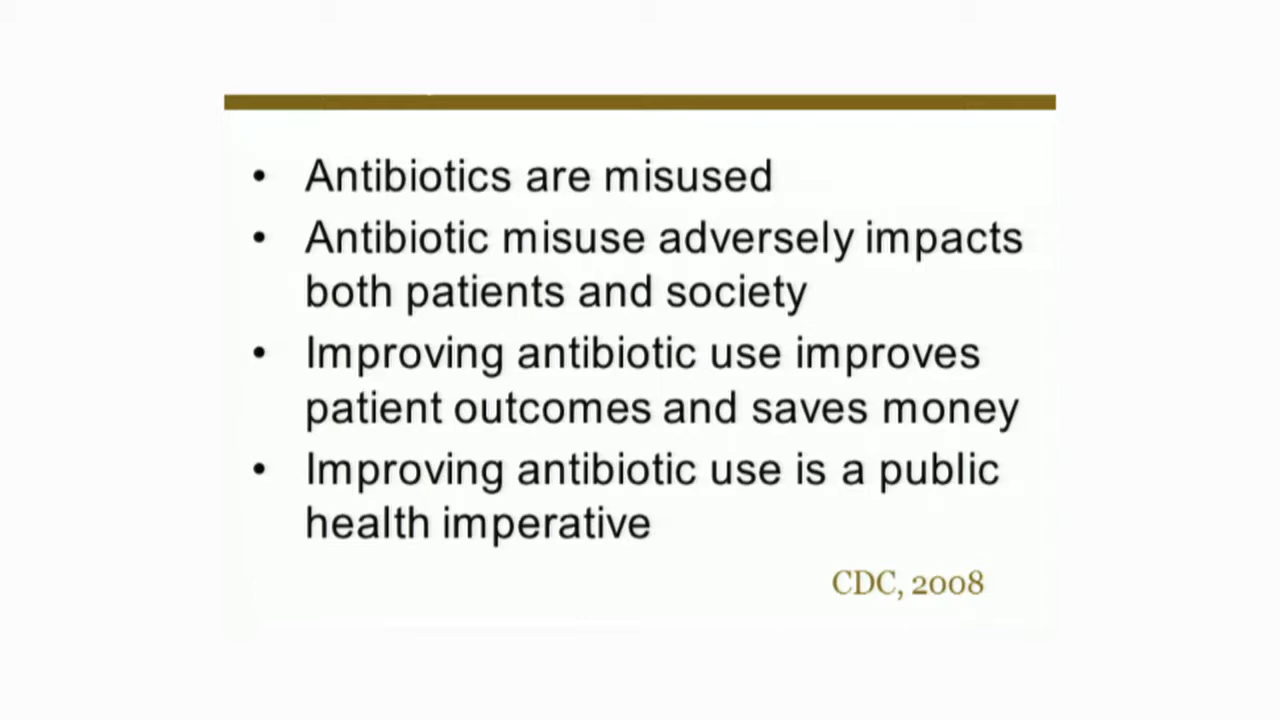 • Antibiotics are misused
• Antibiotic misuse adversely impacts
both patients and society
• Improving antibiotic use improves
patient outcomes and saves money
• Improving antibiotic use is a public
health imperative
CDC, 2008